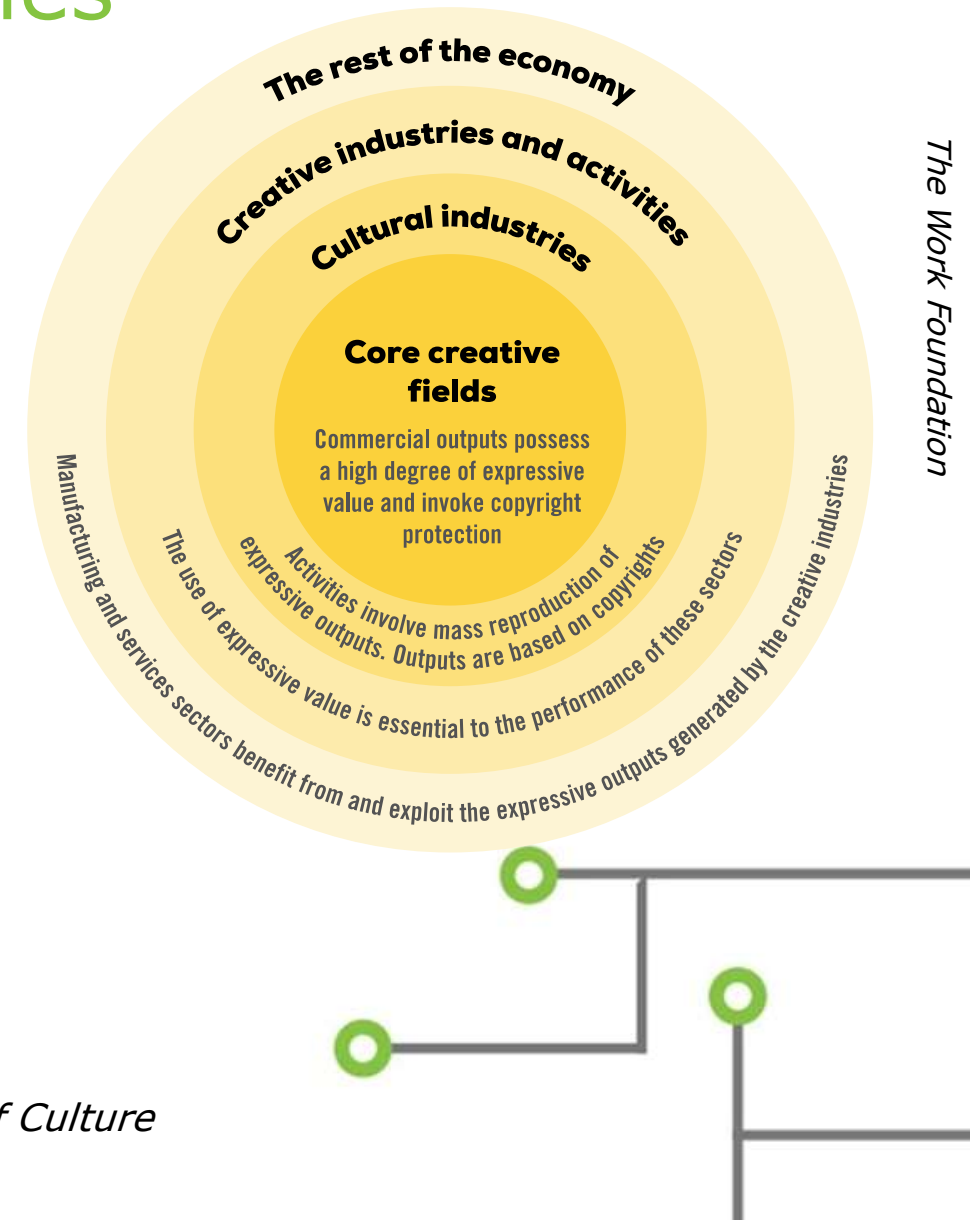 The rest of the economy
Creative industries and activities
Cultural industries
Core creative
fields
Commercial outputs possess
a high degree of expressive
value and invoke copyright
protection
Activities involve mass reproduction of
expressive outputs. Outputs are based on copyrights
The use of expressive value is essential to the performance of these sectors
Manufacturing and services sectors benefit from and exploit the expressive outputs generated by the creative industries
The Work Foundation
f Culture